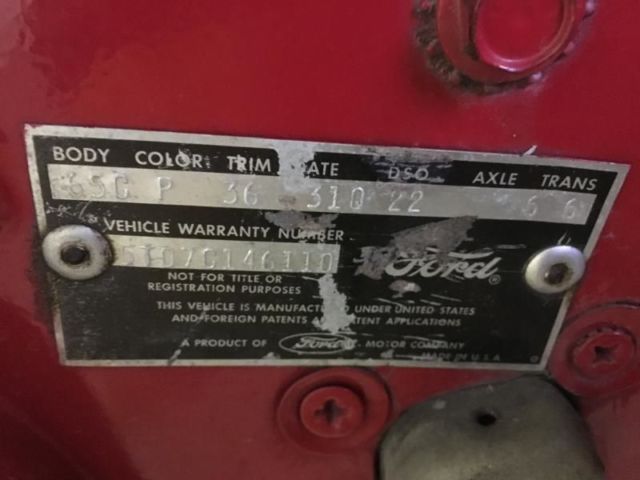 BODY COLOR TRIM DATE DSO AXLE TRANS
P 36 31Q 22 6 6
VEHICLE WARRANTY NUMBER
Ford®
NOT FOR TITLE OR
REGISTRATION PURPOSES
THIS VEHICLE IS MANUFACTURED UNDER UNITED STATES
AND FOREIGN PATENTS AND PATENT APPLICATIONS
A PRODUCT OF Ford MOTOR COMPANY
MADE IN U.S.A